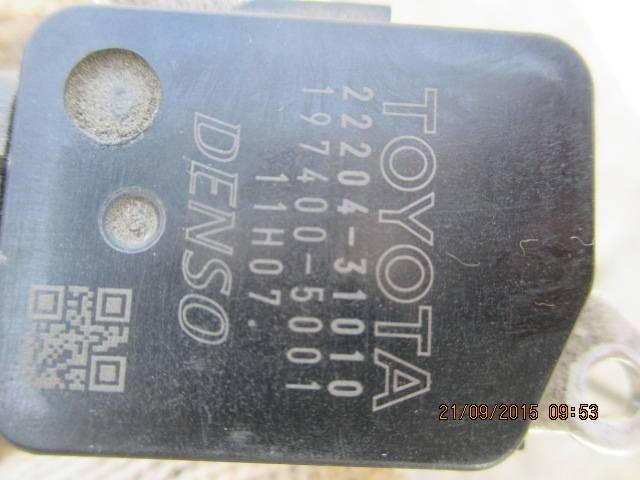 TOYOTA
22204-31010
197400-5001
11H07.
DENSO
21/09/2015 09:53